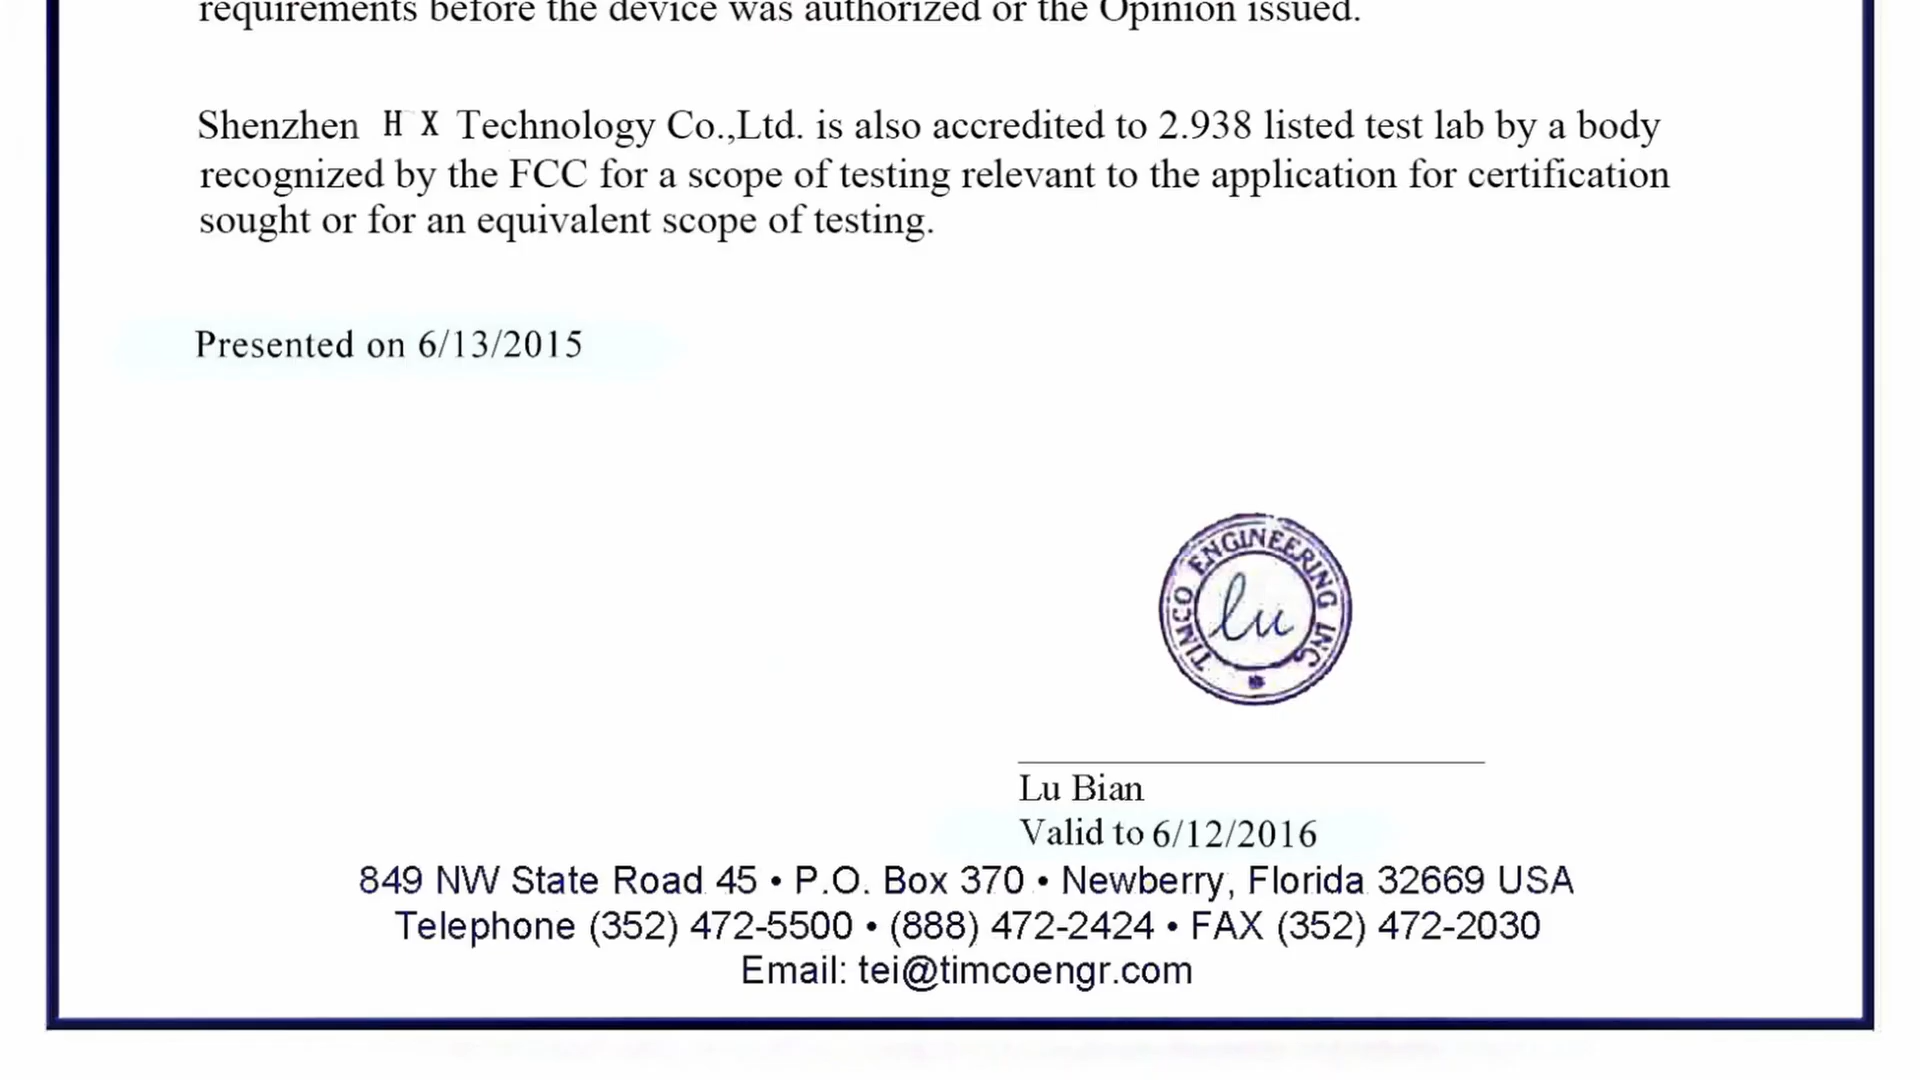 requirements before the device was authorized or the Opinion issued.
Shenzhen H X Technology Co.,Ltd. is also accredited to 2.938 listed test lab by a body
recognized by the FCC for a scope of testing relevant to the application for certification
sought or for an equivalent scope of testing.
Presented on 6/13/2015
TIMCO ENGINEERING INC
lu
Lu Bian
Valid to 6/12/2016
849 NW State Road 45 • P.O. Box 370 • Newberry, Florida 32669 USA
Telephone (352) 472-5500 • (888) 472-2424 • FAX (352) 472-2030
Email: tei@timcoengr.com